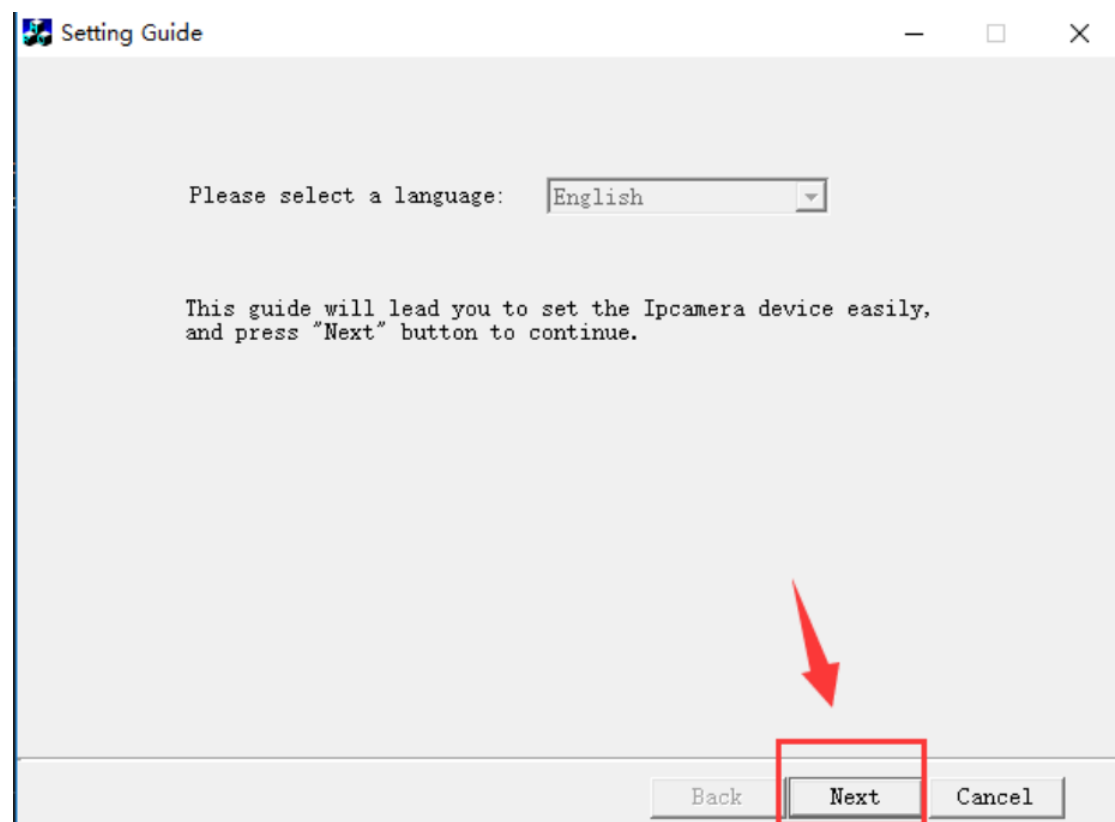 Setting Guide
Please select a language: English
This guide will lead you to set the Ipcamera device easily,
and press "Next" button to continue.
Back Next Cancel